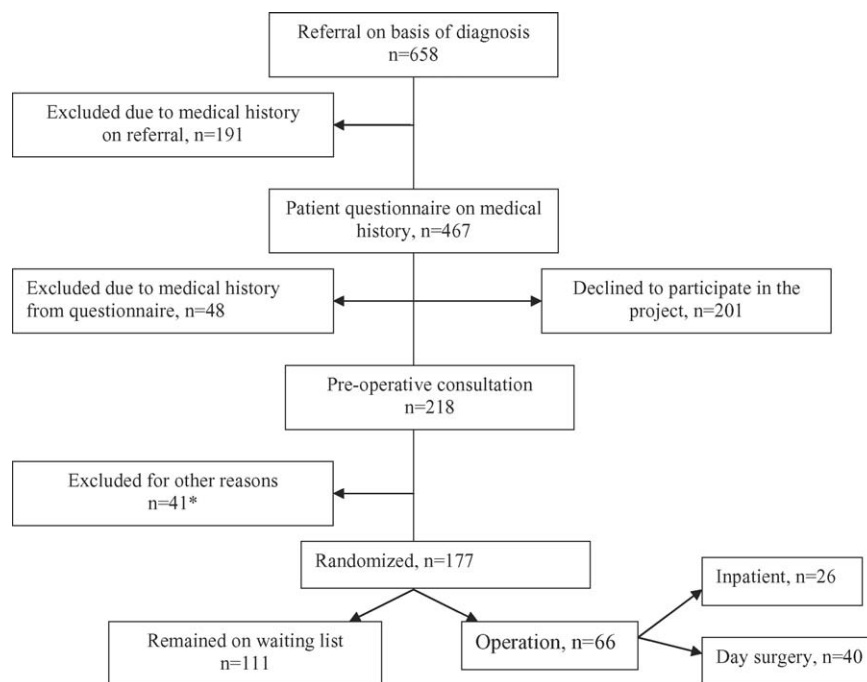 Referral on basis of diagnosis
n=658
Excluded due to medical history
on referral, n=191
Patient questionnaire on medical
history, n=467
Excluded due to medical history
from questionnaire, n=48
Declined to participate in the
project, n=201
Pre-operative consultation
n=218
Excluded for other reasons
n=41*
Randomized, n=177
Inpatient, n=26
Remained on waiting list
n=111
Operation, n=66
Day surgery, n=40